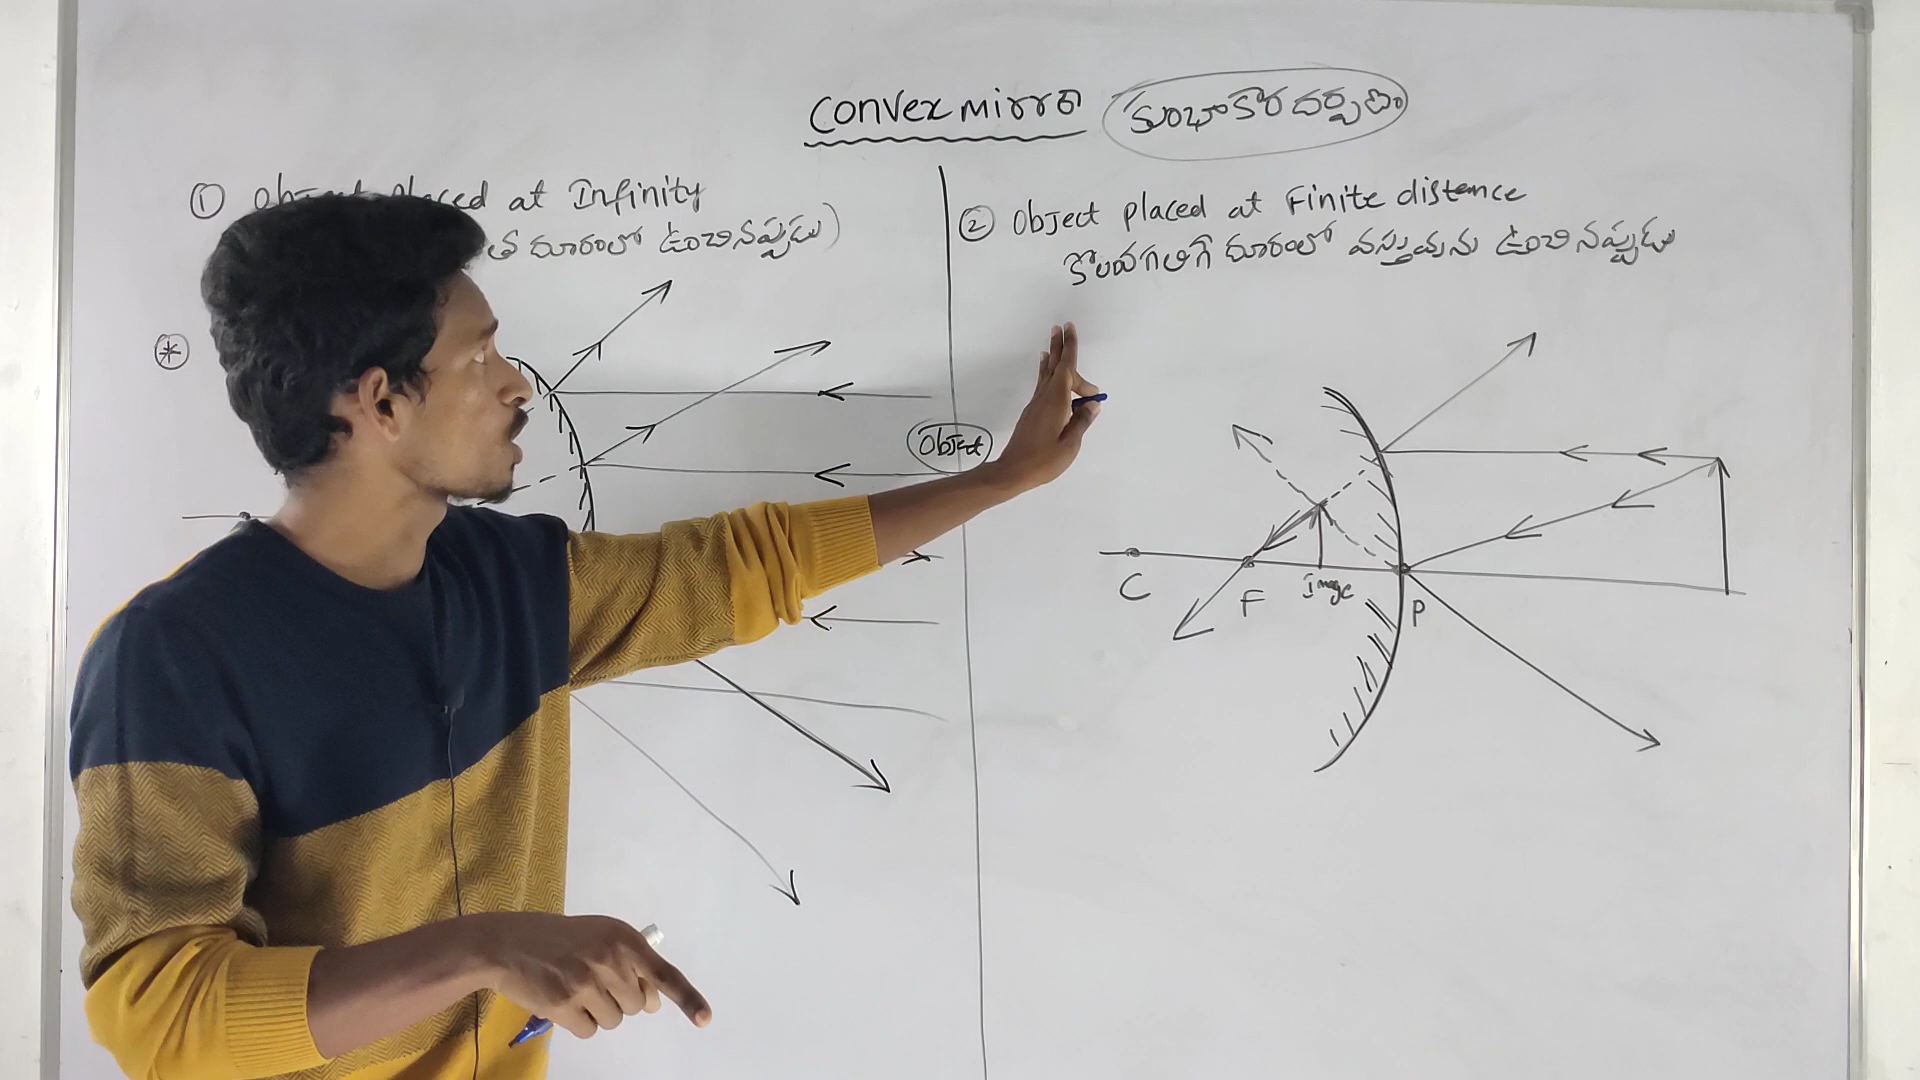 Convex mirror కుంభాకార దర్పణం
① Object placed at Infinity
త దూరంలో ఉంచినప్పుడు)
② Object placed at Finite distance
కొలవగలిగే దూరంలో వస్తువును ఉంచినప్పుడు
*
Object
C
F
Image
P